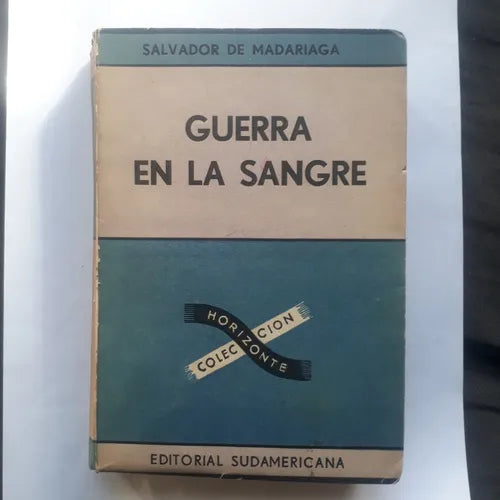 SALVADOR DE MADARIAGA
GUERRA
EN LA SANGRE
COLECCION
HORIZONTE
EDITORIAL SUDAMERICANA